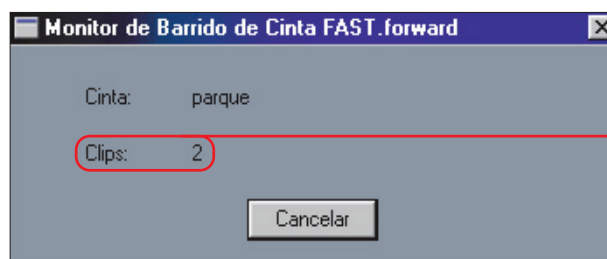 Monitor de Barrido de Cinta FAST.forward
Cinta: parque
Clips: 2
Cancelar